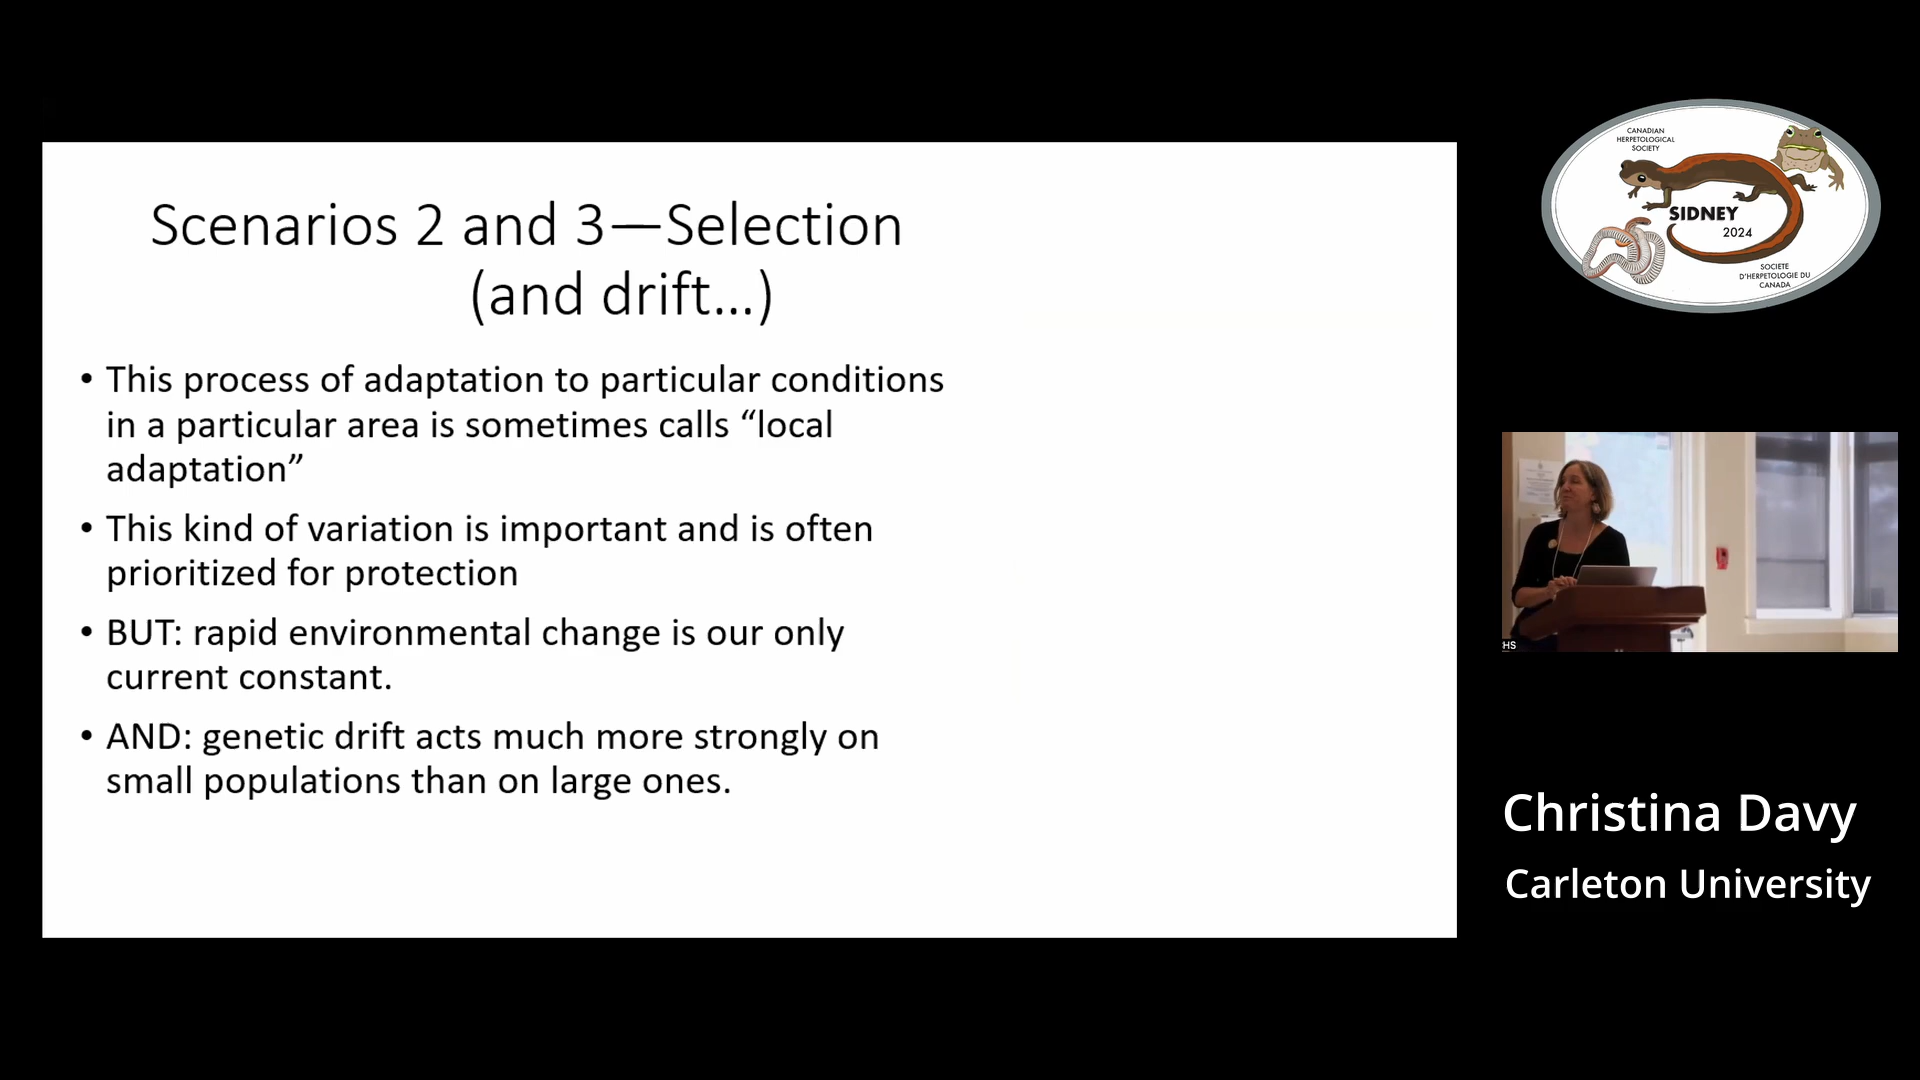 Scenarios 2 and 3—Selection
(and drift...)
• This process of adaptation to particular conditions
in a particular area is sometimes calls “local
adaptation”
• This kind of variation is important and is often
prioritized for protection
• BUT: rapid environmental change is our only
current constant.
• AND: genetic drift acts much more strongly on
small populations than on large ones.
CANADIAN
HERPETOLOGICAL
SOCIETY
SIDNEY
2024
SOCIETE
D'HERPETOLOGIE DU
CANADA
CHS
Christina Davy
Carleton University